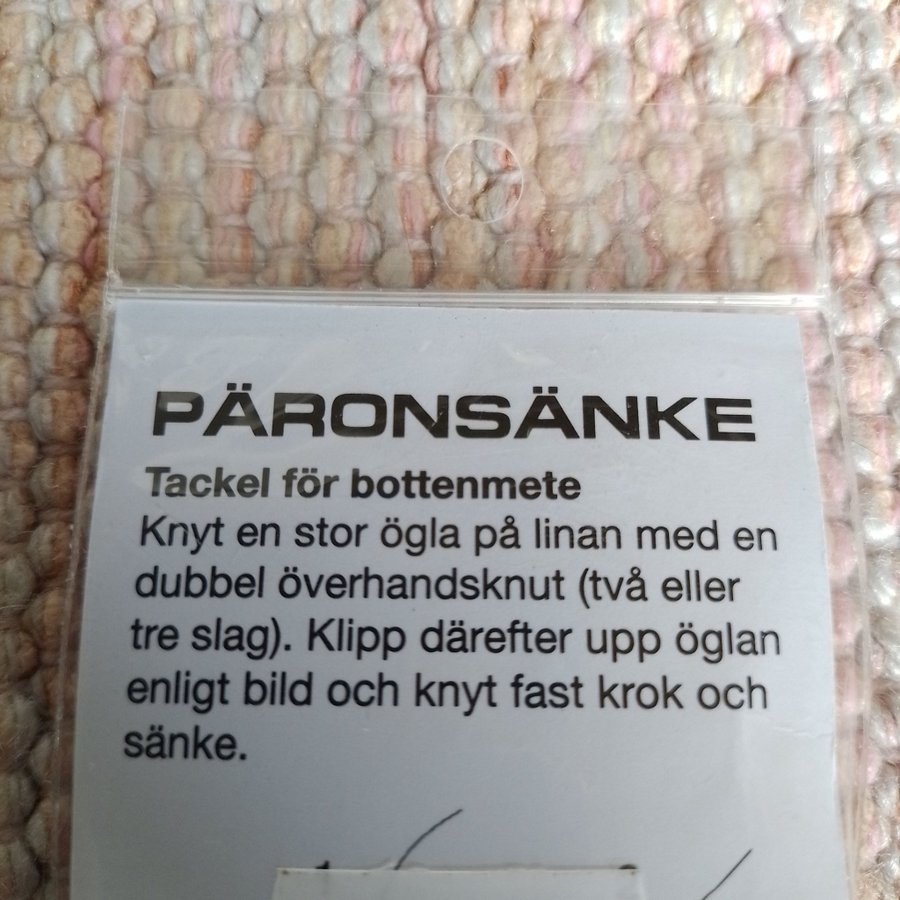 PÄRONSÄNKE
Tackel för bottenmete
Knyt en stor ögla på linan med en
dubbel överhandsknut (två eller
tre slag). Klipp därefter upp öglan
enligt bild och knyt fast krok och
sänke.